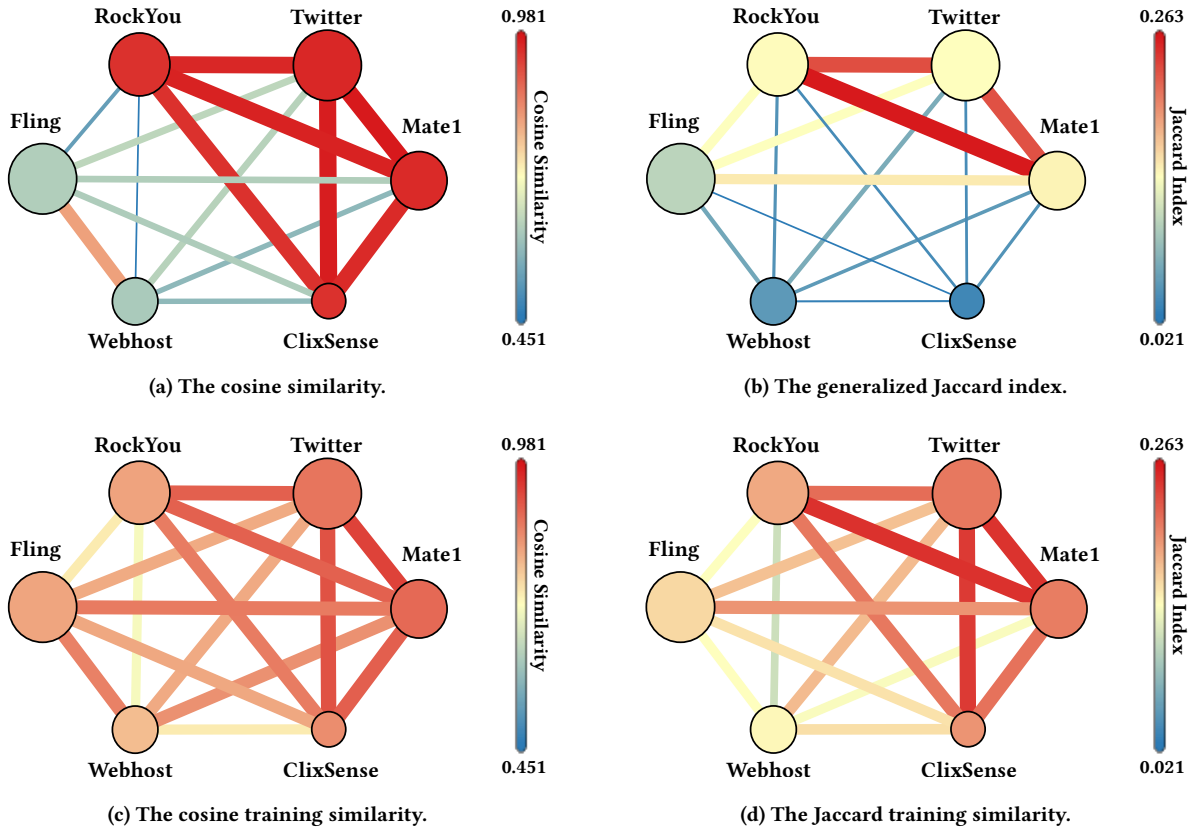 RockYou
Twitter
Fling
Mate1
Webhost
ClixSense
0.981
Cosine Similarity
0.451
(a) The cosine similarity.
RockYou
Twitter
Fling
Mate1
Webhost
ClixSense
0.263
Jaccard Index
0.021
(b) The generalized Jaccard index.
RockYou
Twitter
Fling
Mate1
Webhost
ClixSense
0.981
Cosine Similarity
0.451
(c) The cosine training similarity.
RockYou
Twitter
Fling
Mate1
Webhost
ClixSense
0.263
Jaccard Index
0.021
(d) The Jaccard training similarity.